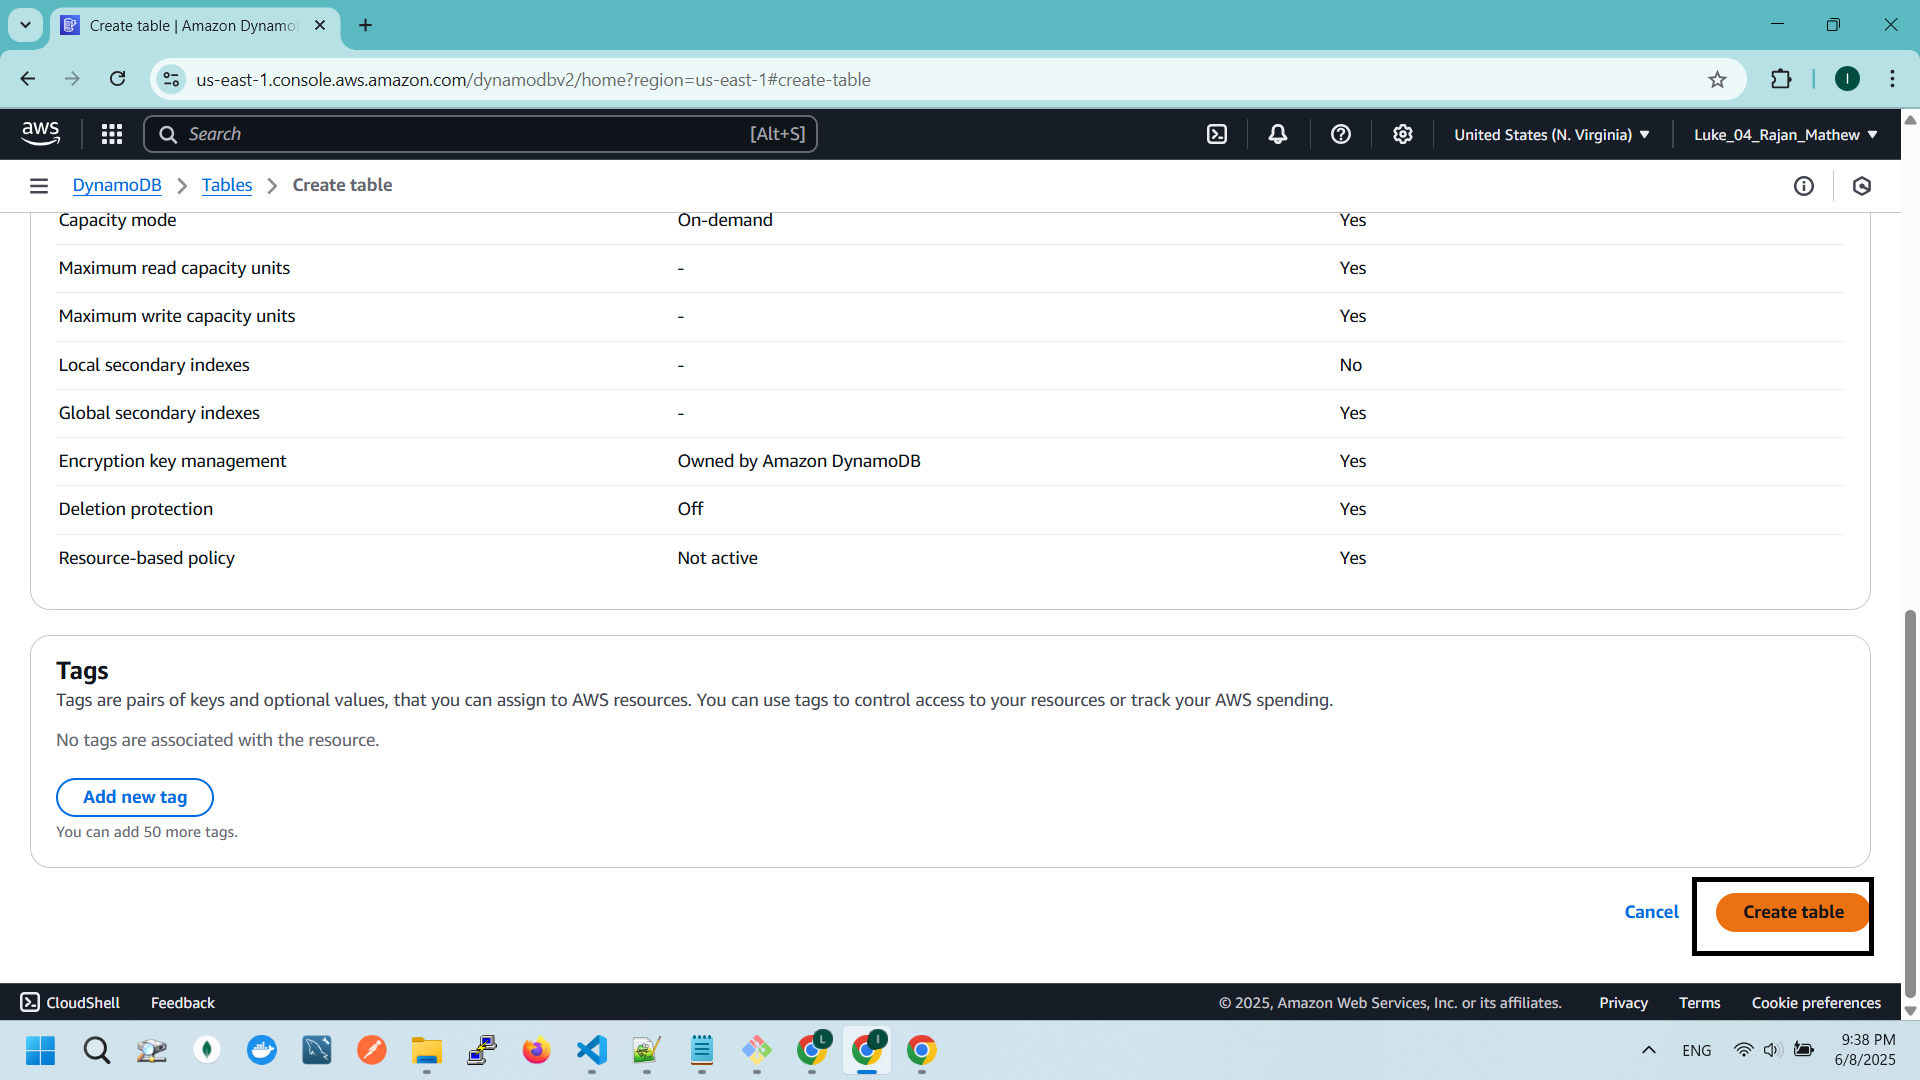 Create table | Amazon Dynamo
us-east-1.console.aws.amazon.com/dynamodbv2/home?region=us-east-1#create-table
I
aws
Search
[Alt+S]
United States (N. Virginia)
Luke_04_Rajan_Mathew
DynamoDB
Tables
Create table
Capacity mode On-demand Yes
Maximum read capacity units - Yes
Maximum write capacity units - Yes
Local secondary indexes - No
Global secondary indexes - Yes
Encryption key management Owned by Amazon DynamoDB Yes
Deletion protection Off Yes
Resource-based policy Not active Yes
Tags
Tags are pairs of keys and optional values, that you can assign to AWS resources. You can use tags to control access to your resources or track your AWS spending.
No tags are associated with the resource.
Add new tag
You can add 50 more tags.
Cancel
Create table
CloudShell
Feedback
© 2025, Amazon Web Services, Inc. or its affiliates.
Privacy
Terms
Cookie preferences
L
I
ENG
9:38 PM
6/8/2025